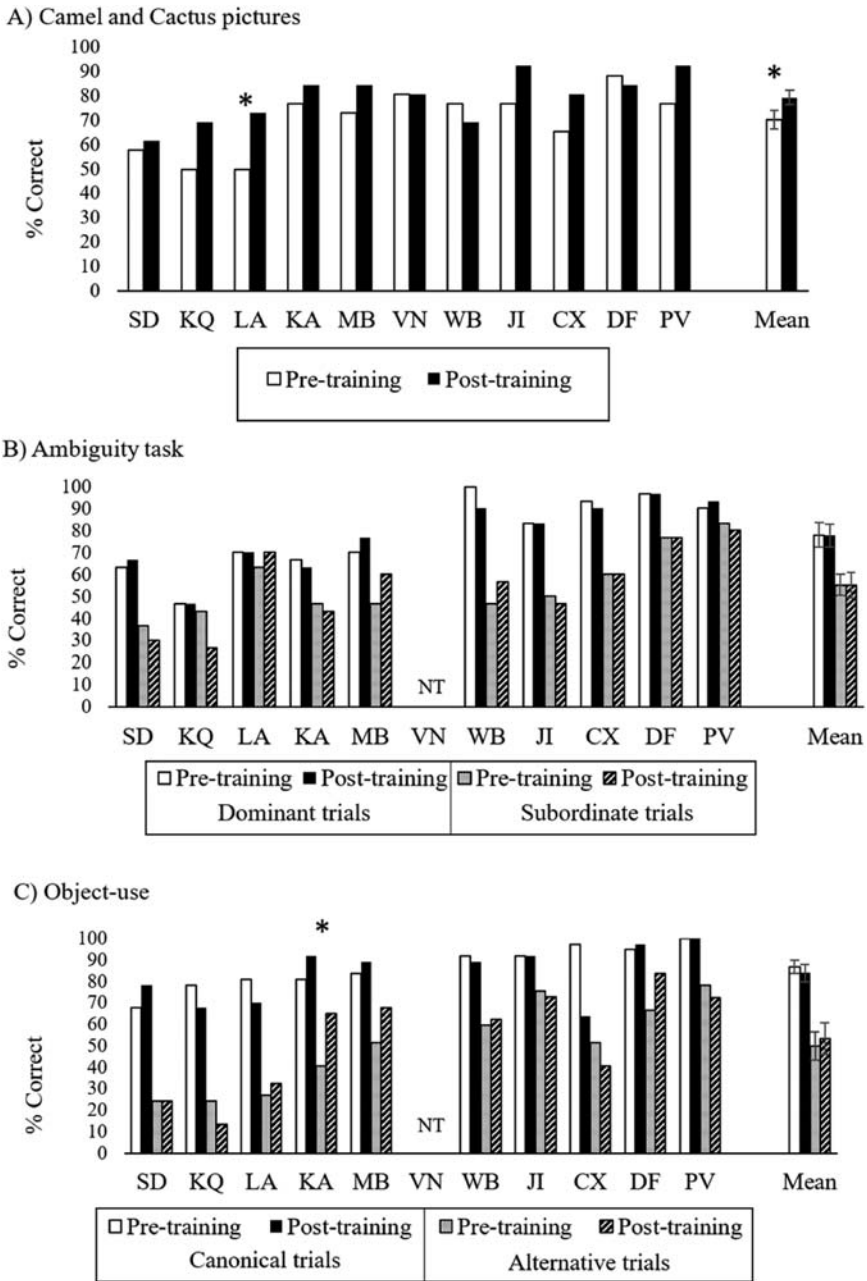 A) Camel and Cactus pictures
100
90
80
70
60
50
40
30
20
10
0
% Correct
*
*
SD KQ LA KA MB VN WB JI CX DF PV Mean
Pre-training Post-training
B) Ambiguity task
100
90
80
70
60
50
40
30
20
10
0
% Correct
NT
SD KQ LA KA MB VN WB JI CX DF PV Mean
Pre-training Post-training Pre-training Post-training
Dominant trials Subordinate trials
C) Object-use
*
100
90
80
70
60
50
40
30
20
10
0
% Correct
NT
SD KQ LA KA MB VN WB JI CX DF PV Mean
Pre-training Post-training Pre-training Post-training
Canonical trials Alternative trials